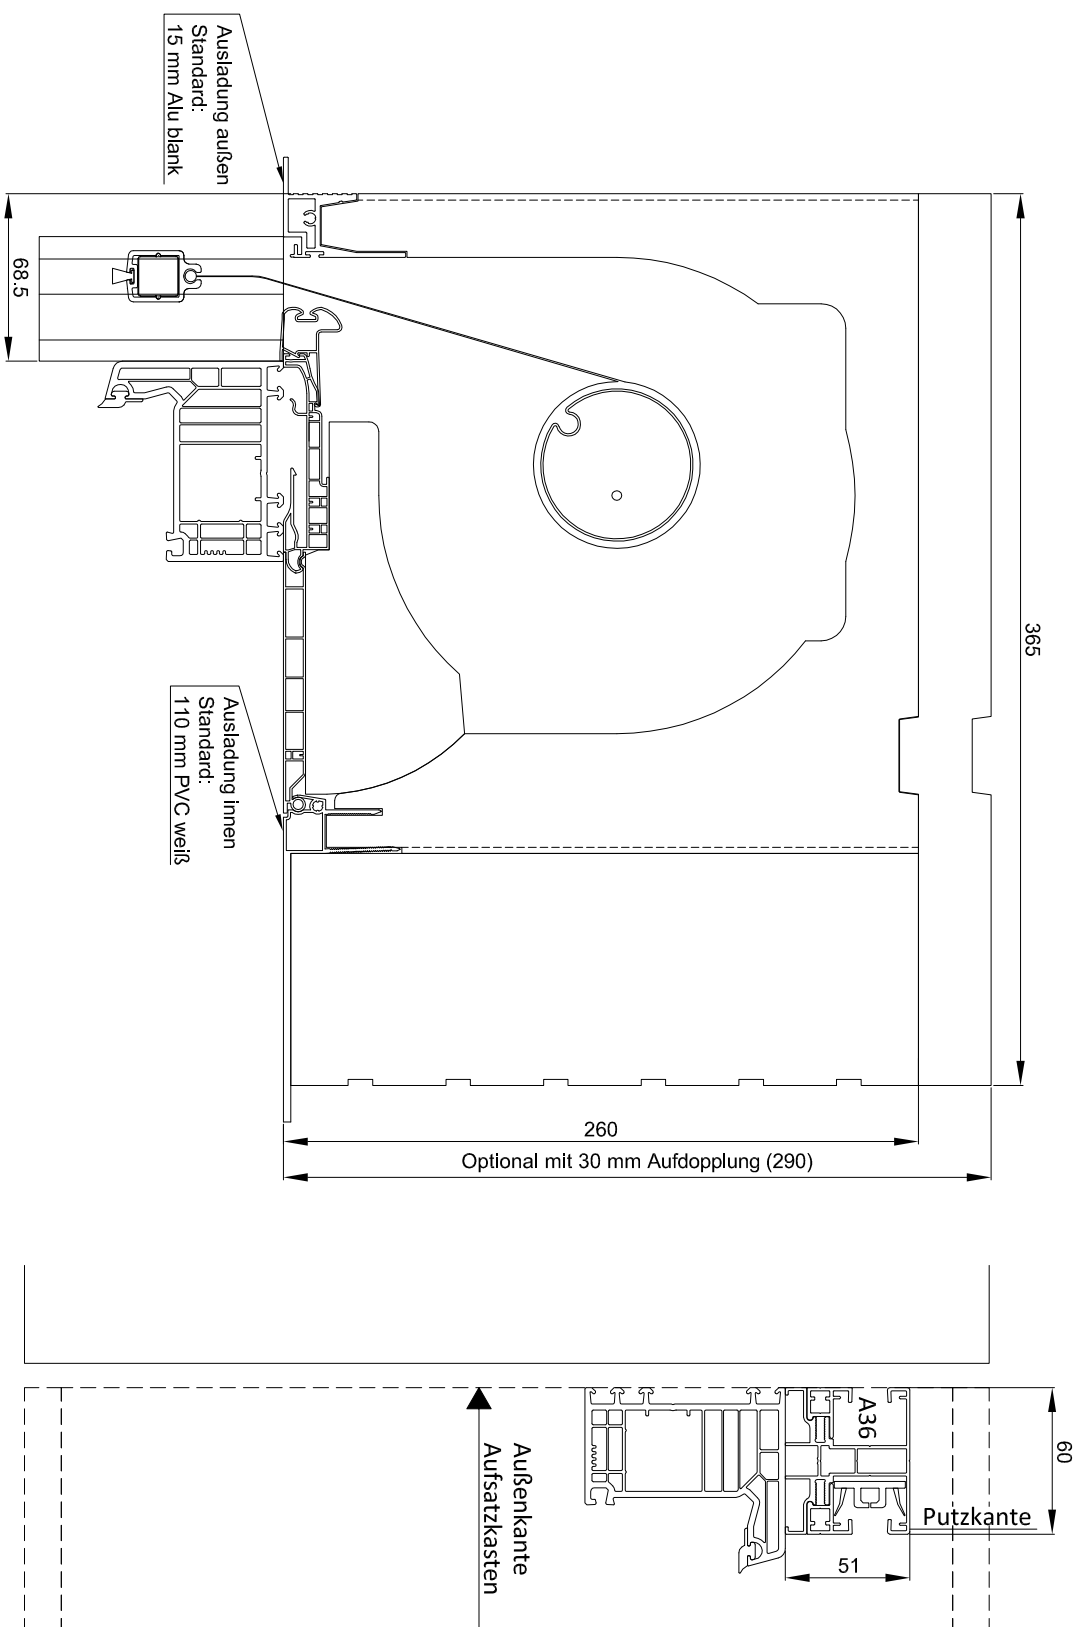 Ausladung außen
Standard:
15 mm Alu blank
68.5
365
Ausladung innen
Standard:
110 mm PVC weiß
260
Optional mit 30 mm Aufdopplung (290)
A36
60
Putzkante
51
Außenkante
Aufsatzkasten